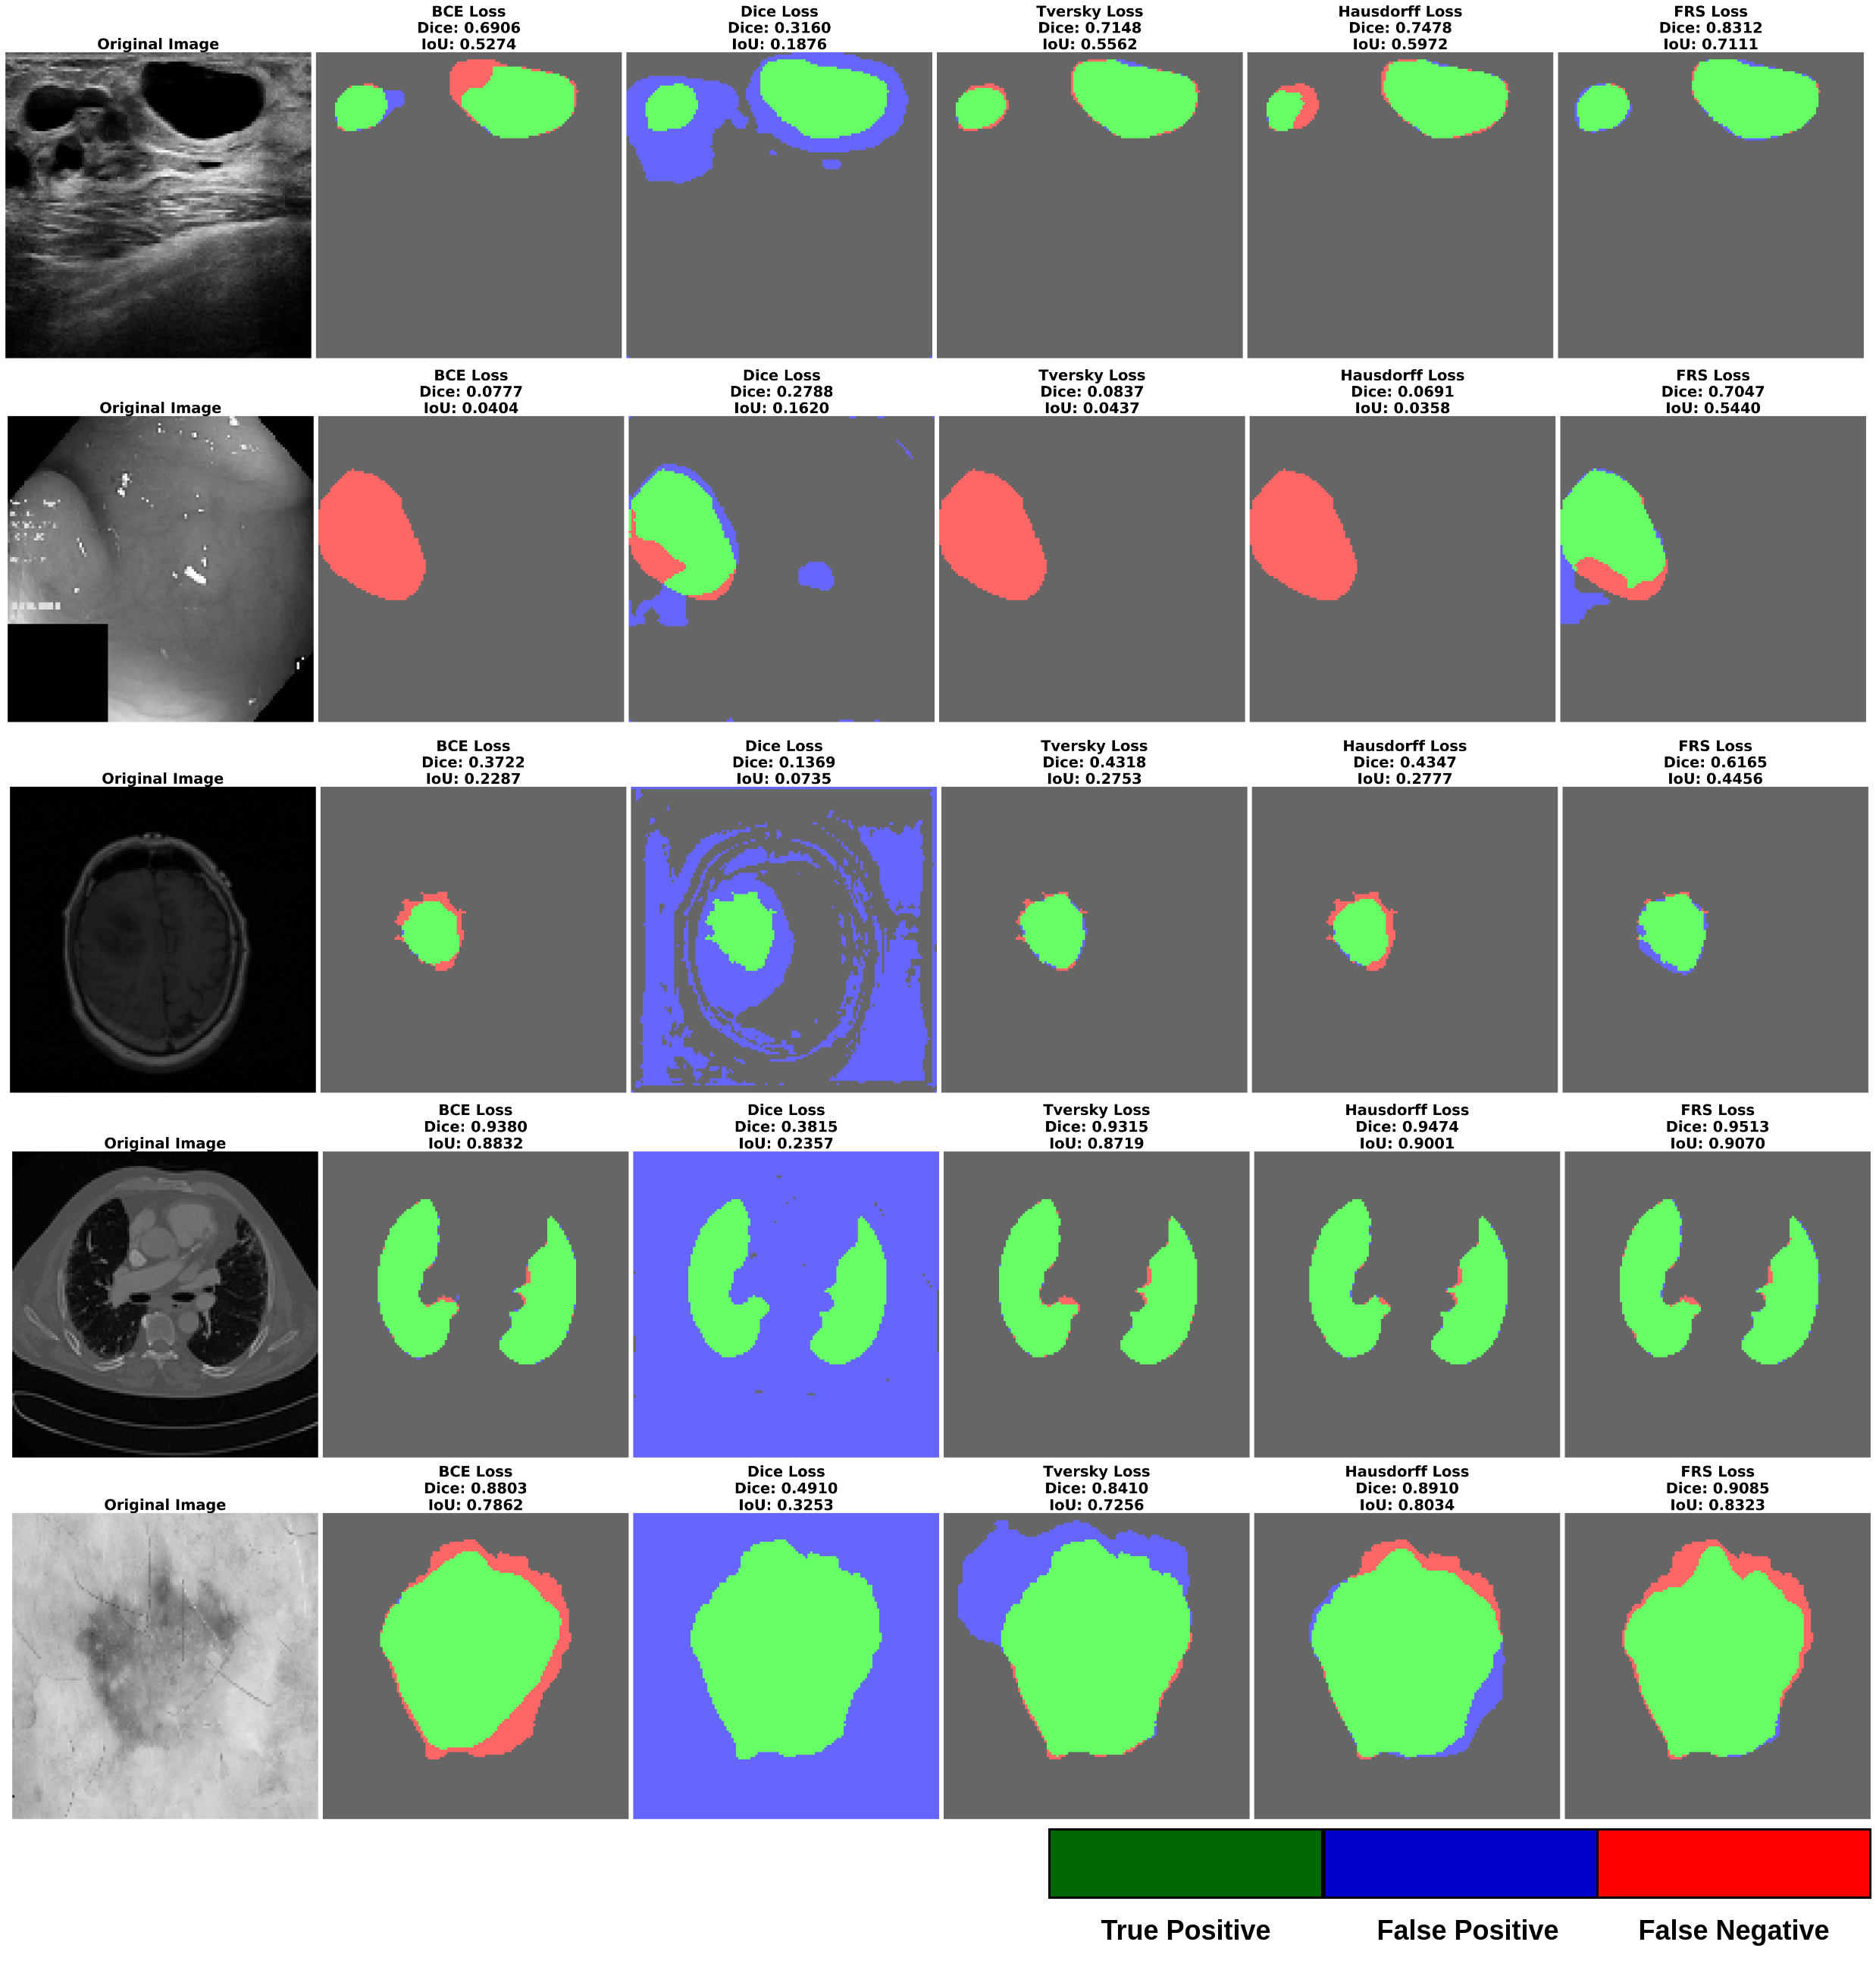 Original Image
BCE Loss
Dice: 0.6906
IoU: 0.5274
Dice Loss
Dice: 0.3160
IoU: 0.1876
Tversky Loss
Dice: 0.7148
IoU: 0.5562
Hausdorff Loss
Dice: 0.7478
IoU: 0.5972
FRS Loss
Dice: 0.8312
IoU: 0.7111
Original Image
BCE Loss
Dice: 0.0777
IoU: 0.0404
Dice Loss
Dice: 0.2788
IoU: 0.1620
Tversky Loss
Dice: 0.0837
IoU: 0.0437
Hausdorff Loss
Dice: 0.0691
IoU: 0.0358
FRS Loss
Dice: 0.7047
IoU: 0.5440
Original Image
BCE Loss
Dice: 0.3722
IoU: 0.2287
Dice Loss
Dice: 0.1369
IoU: 0.0735
Tversky Loss
Dice: 0.4318
IoU: 0.2753
Hausdorff Loss
Dice: 0.4347
IoU: 0.2777
FRS Loss
Dice: 0.6165
IoU: 0.4456
Original Image
BCE Loss
Dice: 0.9380
IoU: 0.8832
Dice Loss
Dice: 0.3815
IoU: 0.2357
Tversky Loss
Dice: 0.9315
IoU: 0.8719
Hausdorff Loss
Dice: 0.9474
IoU: 0.9001
FRS Loss
Dice: 0.9513
IoU: 0.9070
Original Image
BCE Loss
Dice: 0.8803
IoU: 0.7862
Dice Loss
Dice: 0.4910
IoU: 0.3253
Tversky Loss
Dice: 0.8410
IoU: 0.7256
Hausdorff Loss
Dice: 0.8910
IoU: 0.8034
FRS Loss
Dice: 0.9085
IoU: 0.8323
True Positive
False Positive
False Negative